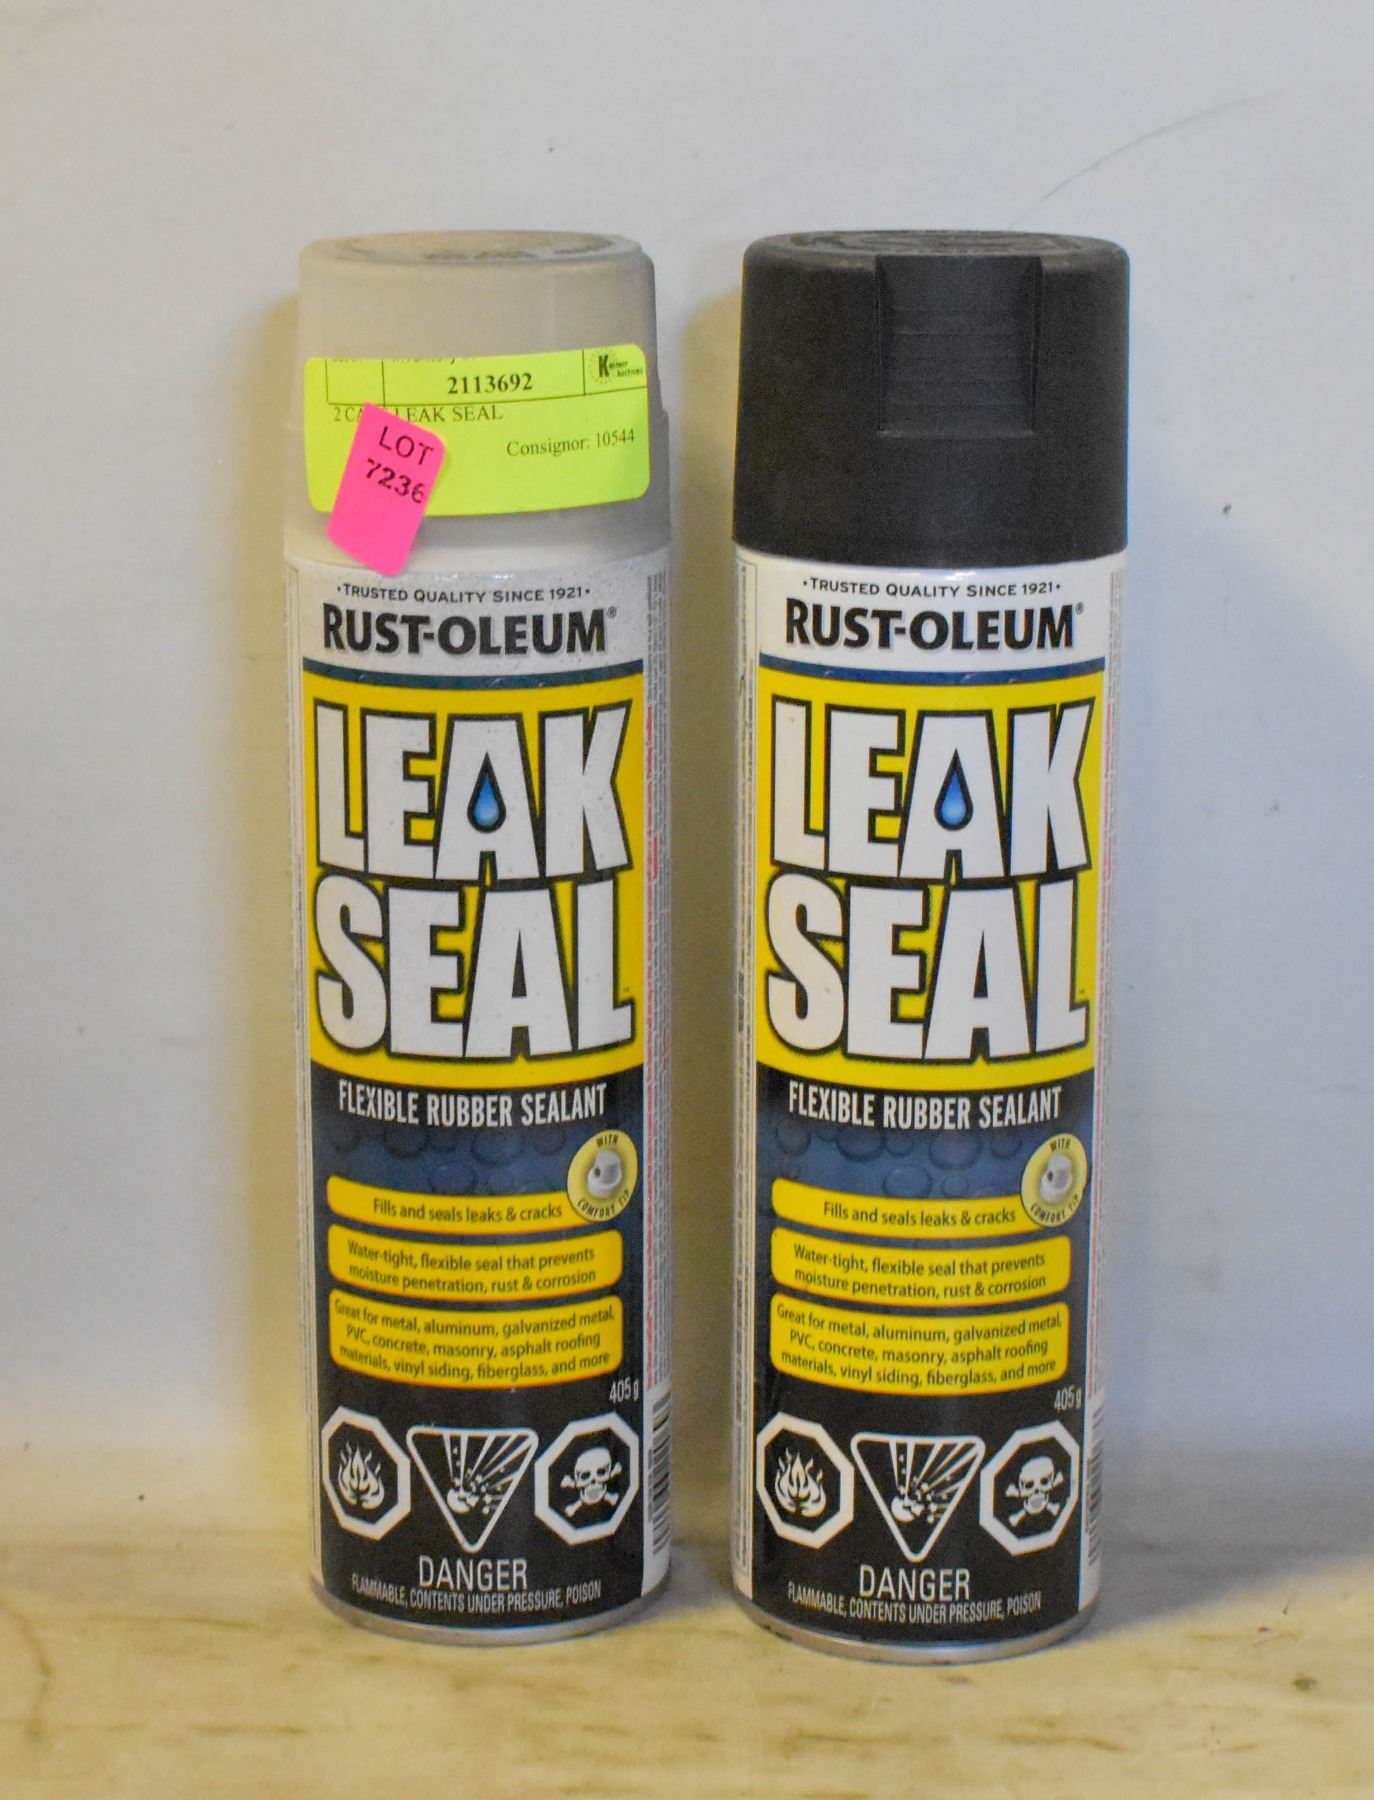 2113692
LEAK SEAL
Consignor: 10544
LOT
7236
• TRUSTED QUALITY SINCE 1921 •
RUST-OLEUM®
LEAK
SEAL
FLEXIBLE RUBBER SEALANT
WITH
COMFORT TIP
Fills and seals leaks & cracks
Water-tight, flexible seal that prevents
moisture penetration, rust & corrosion
Great for metal, aluminum, galvanized metal,
PVC, concrete, masonry, asphalt roofing
materials, vinyl siding, fiberglass, and more
405 g
DANGER
FLAMMABLE, CONTENTS UNDER PRESSURE, POISON
• TRUSTED QUALITY SINCE 1921 •
RUST-OLEUM®
LEAK
SEAL
FLEXIBLE RUBBER SEALANT
WITH
COMFORT TIP
Fills and seals leaks & cracks
Water-tight, flexible seal that prevents
moisture penetration, rust & corrosion
Great for metal, aluminum, galvanized metal,
PVC, concrete, masonry, asphalt roofing
materials, vinyl siding, fiberglass, and more
405 g
DANGER
FLAMMABLE, CONTENTS UNDER PRESSURE, POISON